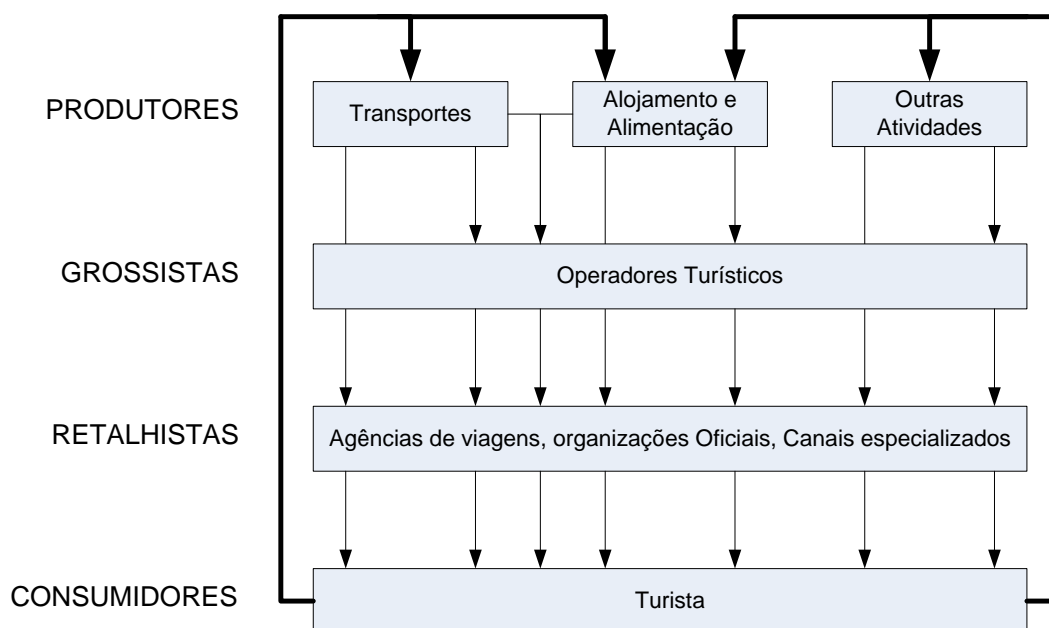 PRODUTORES
Transportes
Alojamento e
Alimentação
Outras
Atividades
GROSSISTAS
Operadores Turísticos
RETALHISTAS
Agências de viagens, organizações Oficiais, Canais especializados
CONSUMIDORES
Turista